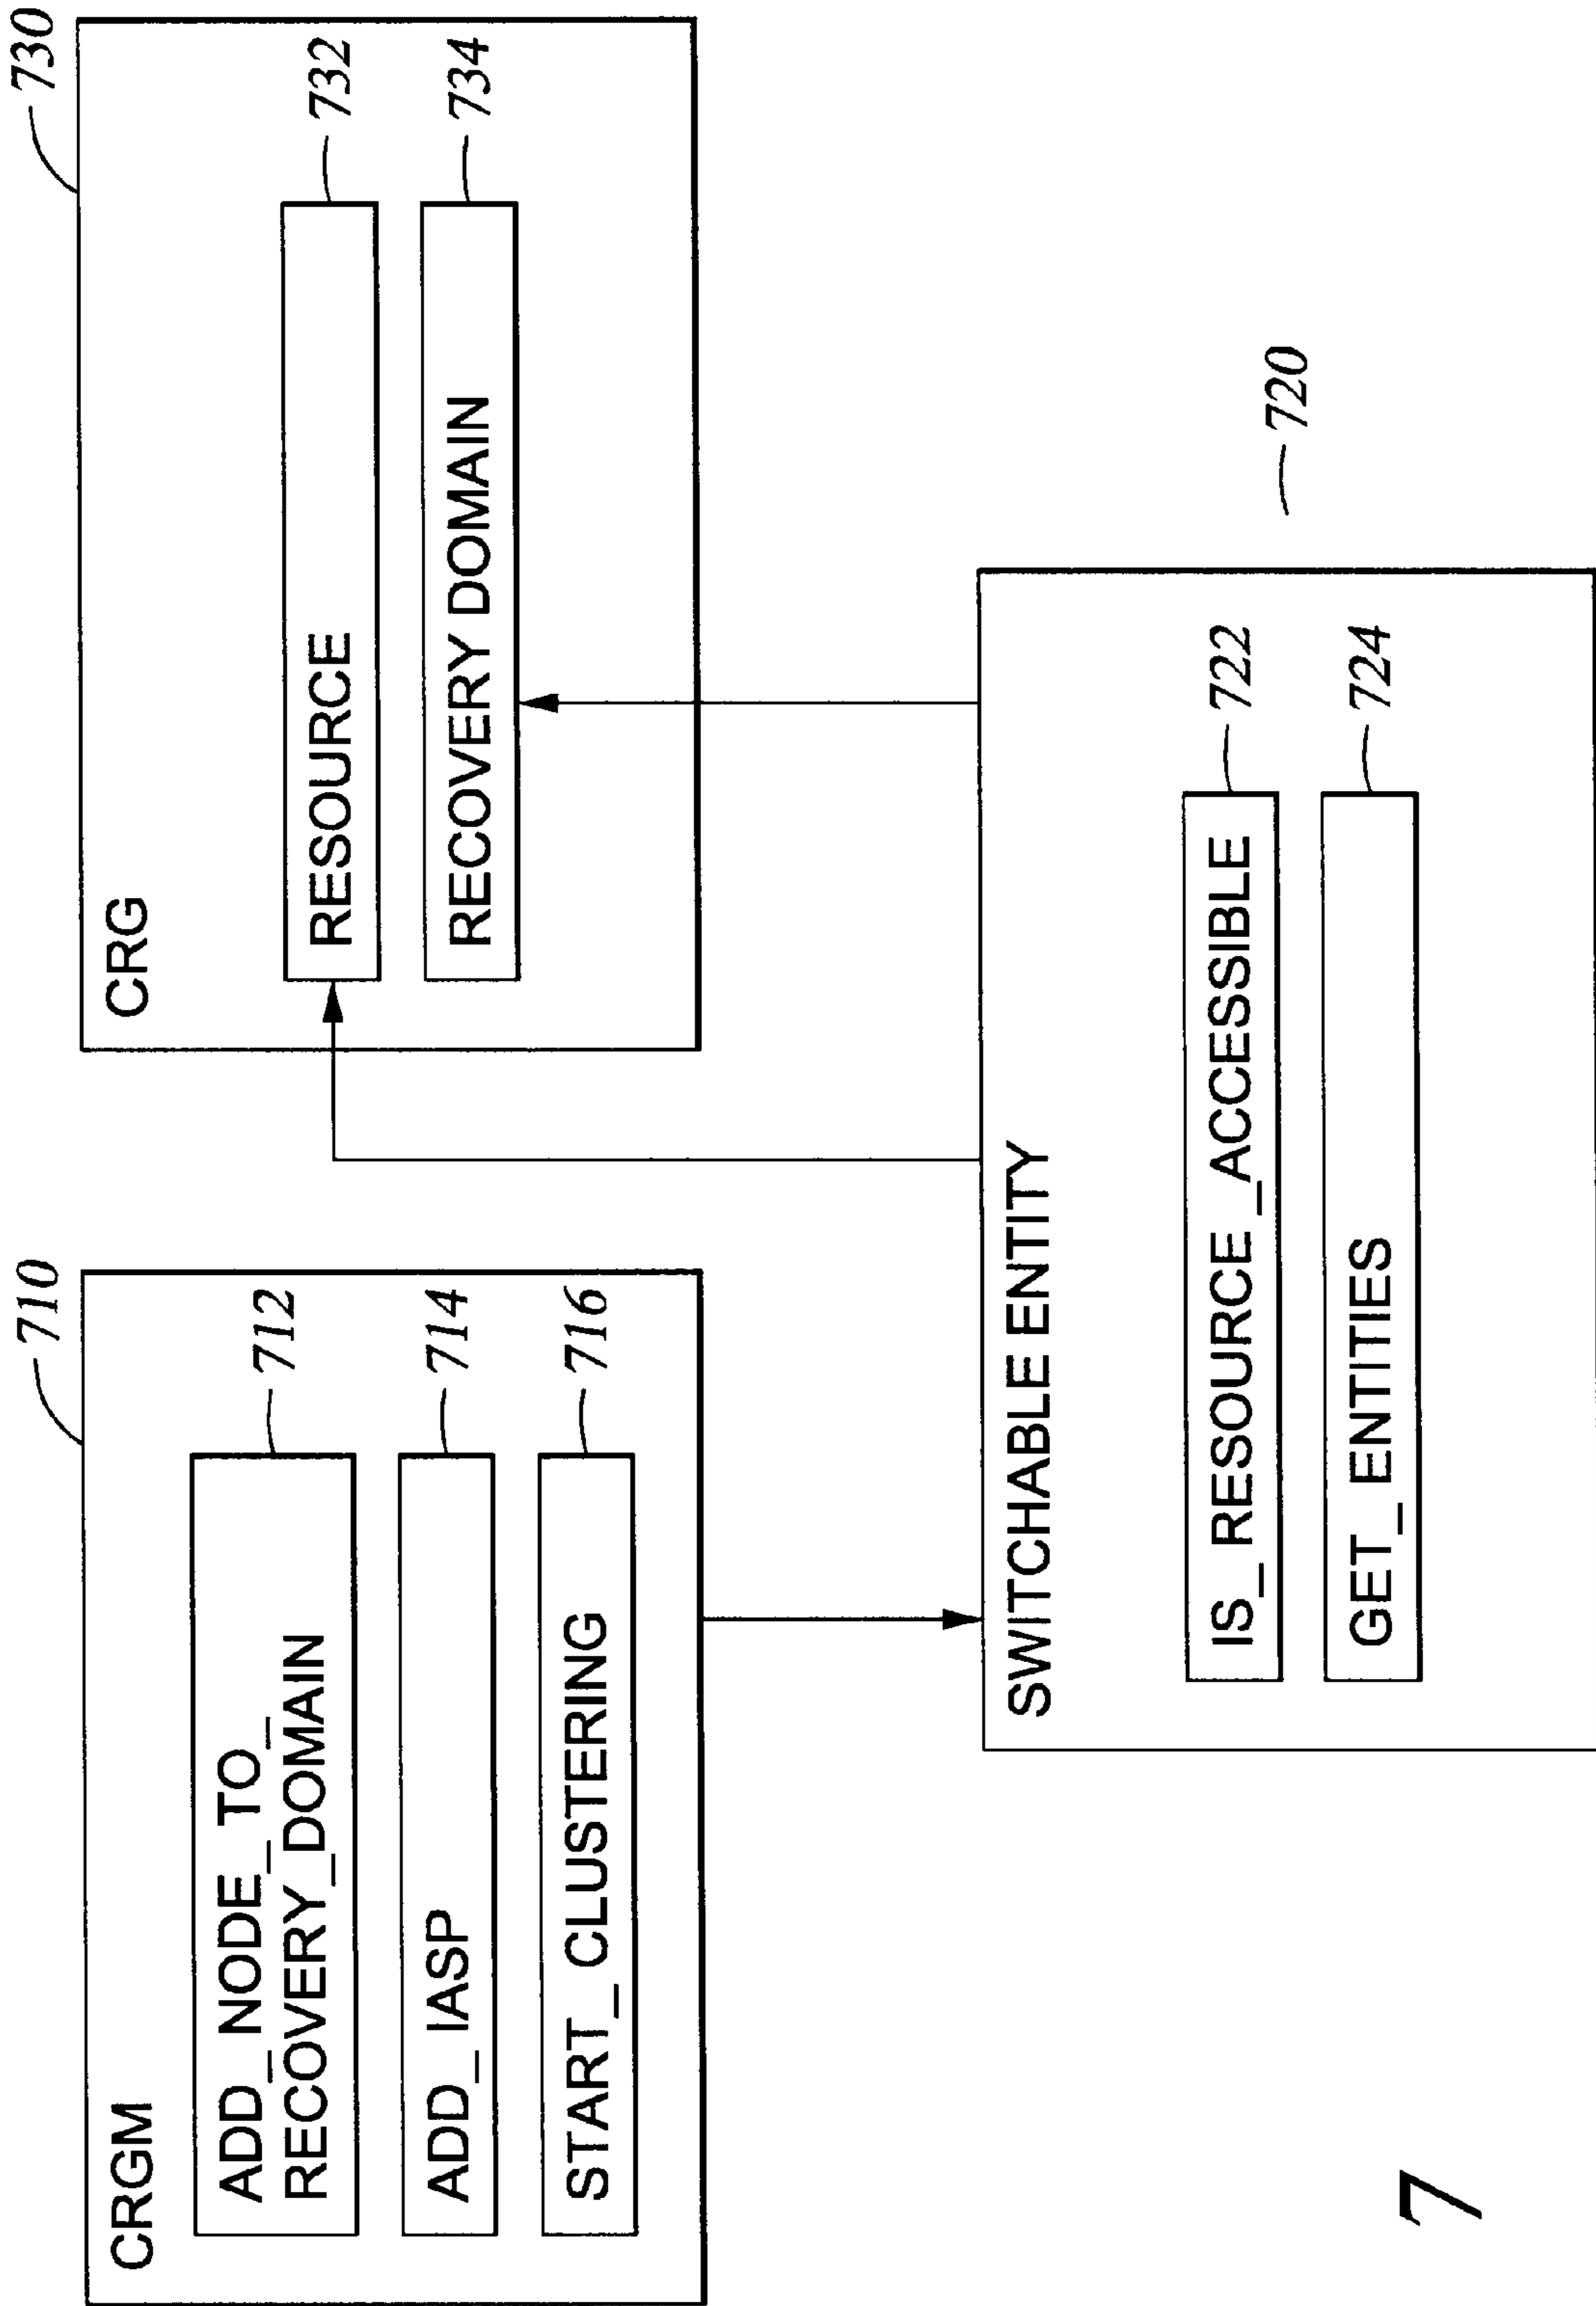 710
CRGM
ADD_NODE_TO_
RECOVERY_DOMAIN
712
ADD_IASP
714
START_CLUSTERING
716
730
CRG
RESOURCE
732
RECOVERY DOMAIN
734
SWITCHABLE ENTITY
720
IS_RESOURCE_ACCESSIBLE
722
GET_ENTITIES
724
7